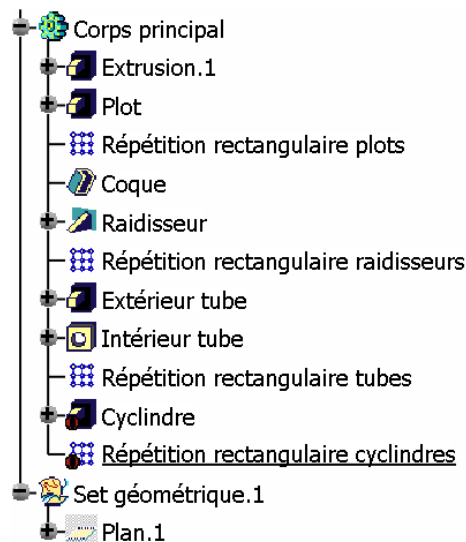 Corps principal
Extrusion.1
Plot
Répétition rectangulaire plots
Coque
Raidisseur
Répétition rectangulaire raidisseurs
Extérieur tube
Intérieur tube
Répétition rectangulaire tubes
Cyclindre
Répétition rectangulaire cyclindres
Set géométrique.1
Plan.1